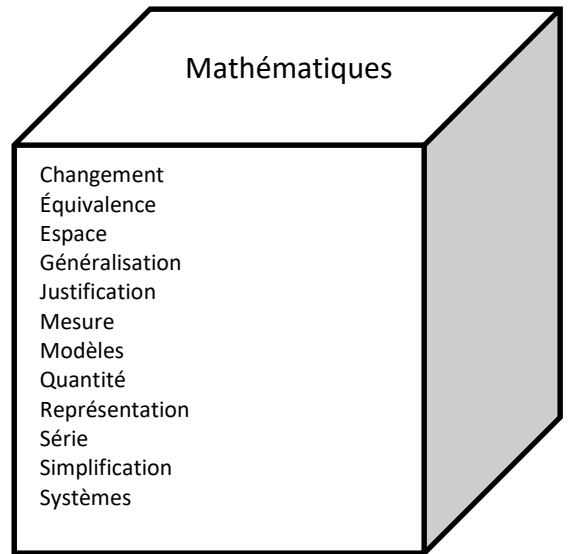 Mathématiques
Changement
Équivalence
Espace
Généralisation
Justification
Mesure
Modèles
Quantité
Représentation
Série
Simplification
Systèmes